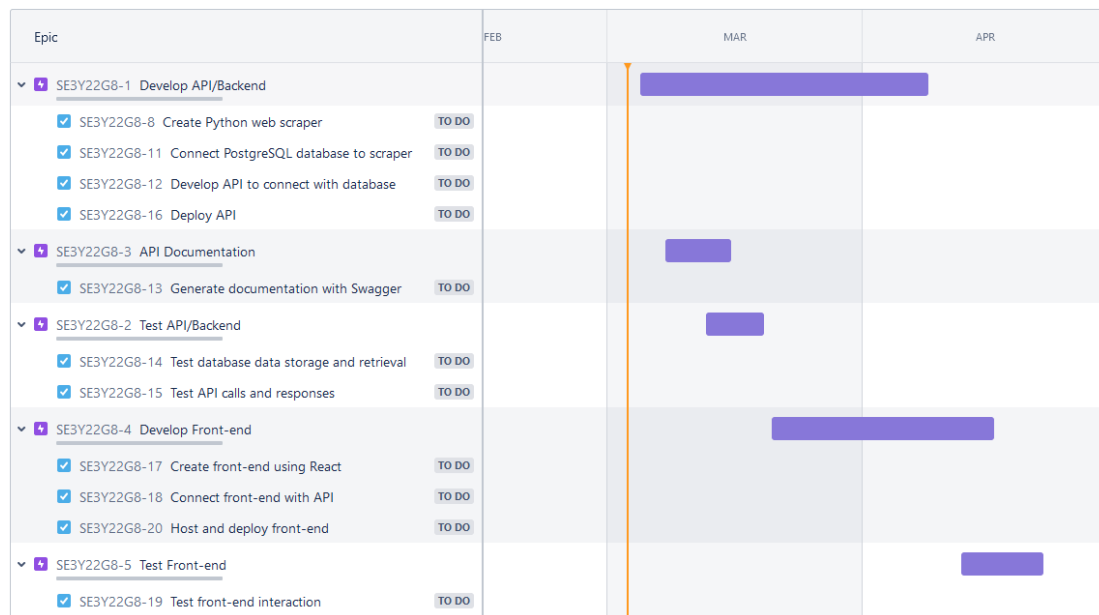 Epic FEB MAR APR
SE3Y22G8-1 Develop API/Backend
SE3Y22G8-8 Create Python web scraper TO DO
SE3Y22G8-11 Connect PostgreSQL database to scraper TO DO
SE3Y22G8-12 Develop API to connect with database TO DO
SE3Y22G8-16 Deploy API TO DO
SE3Y22G8-3 API Documentation
SE3Y22G8-13 Generate documentation with Swagger TO DO
SE3Y22G8-2 Test API/Backend
SE3Y22G8-14 Test database data storage and retrieval TO DO
SE3Y22G8-15 Test API calls and responses TO DO
SE3Y22G8-4 Develop Front-end
SE3Y22G8-17 Create front-end using React TO DO
SE3Y22G8-18 Connect front-end with API TO DO
SE3Y22G8-20 Host and deploy front-end TO DO
SE3Y22G8-5 Test Front-end
SE3Y22G8-19 Test front-end interaction TO DO